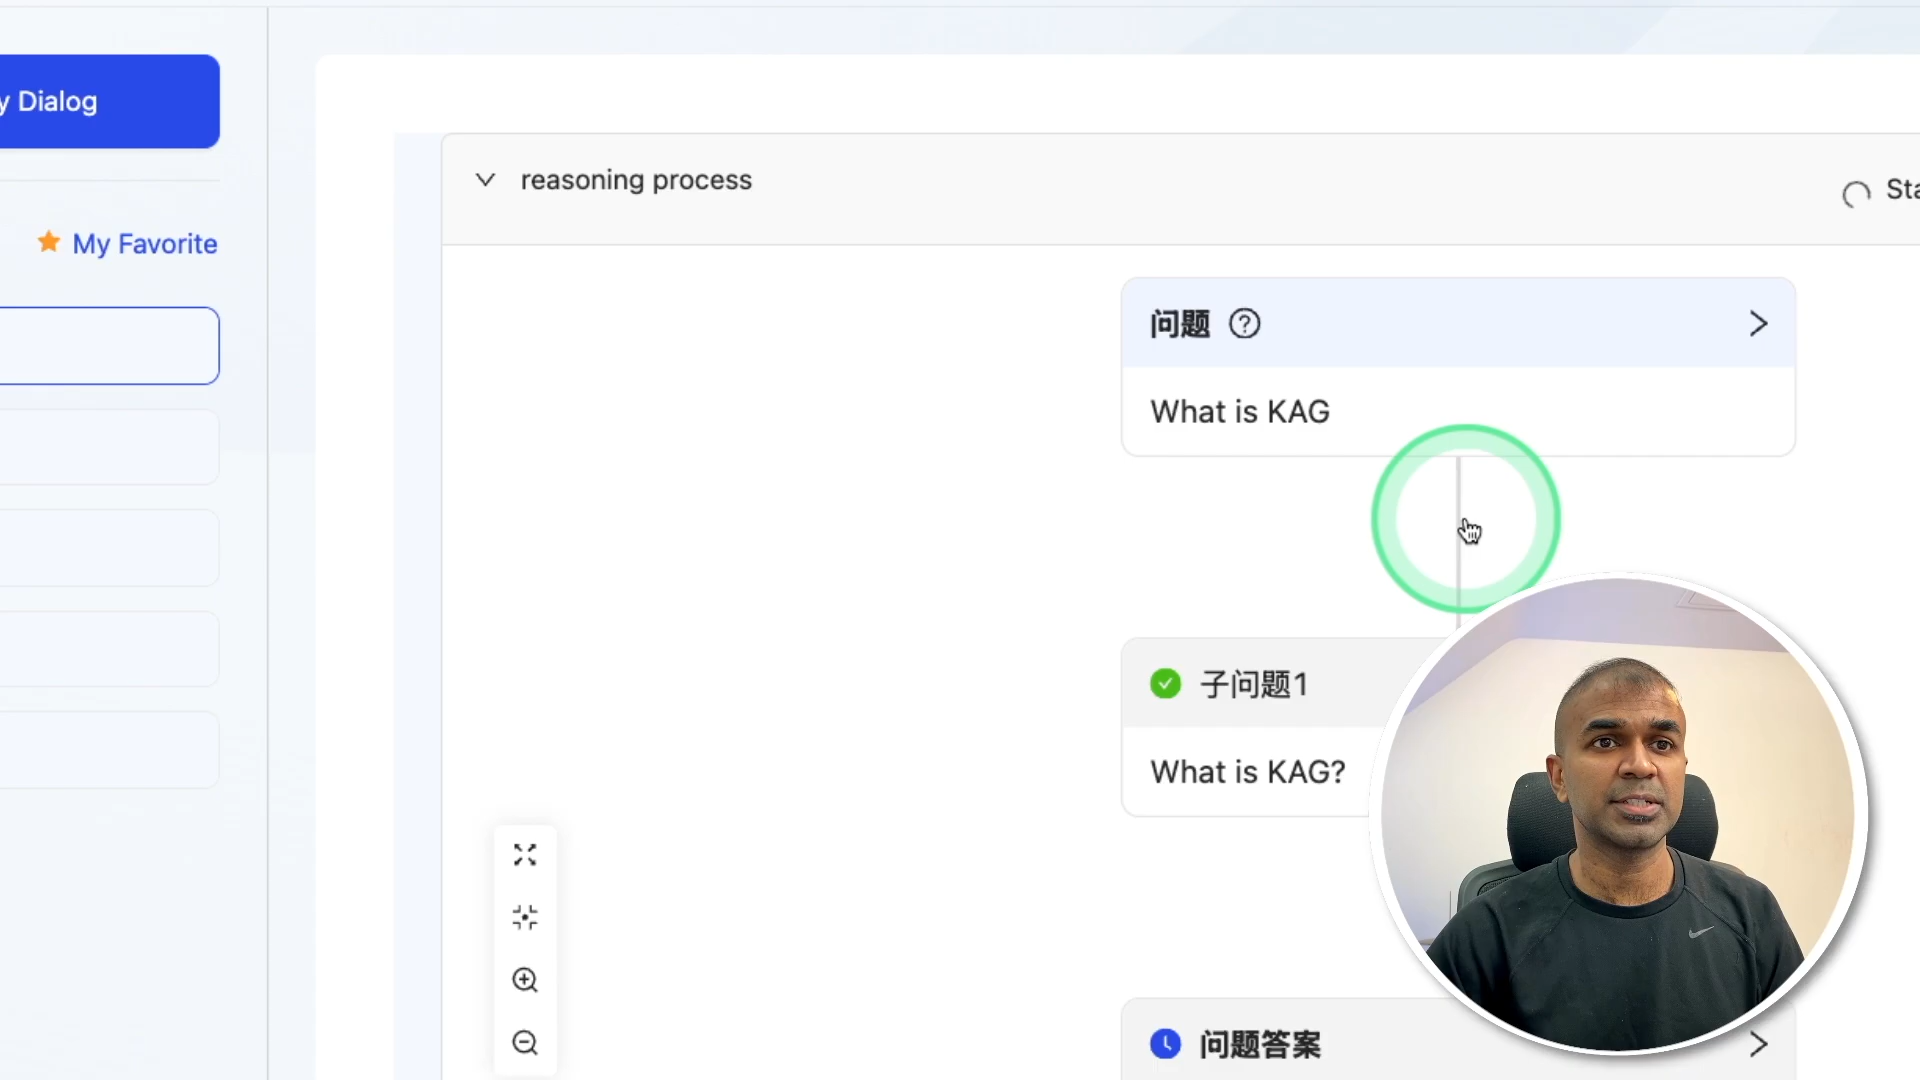 y Dialog
My Favorite
reasoning process
Sta
问题
What is KAG
子问题1
What is KAG?
问题答案